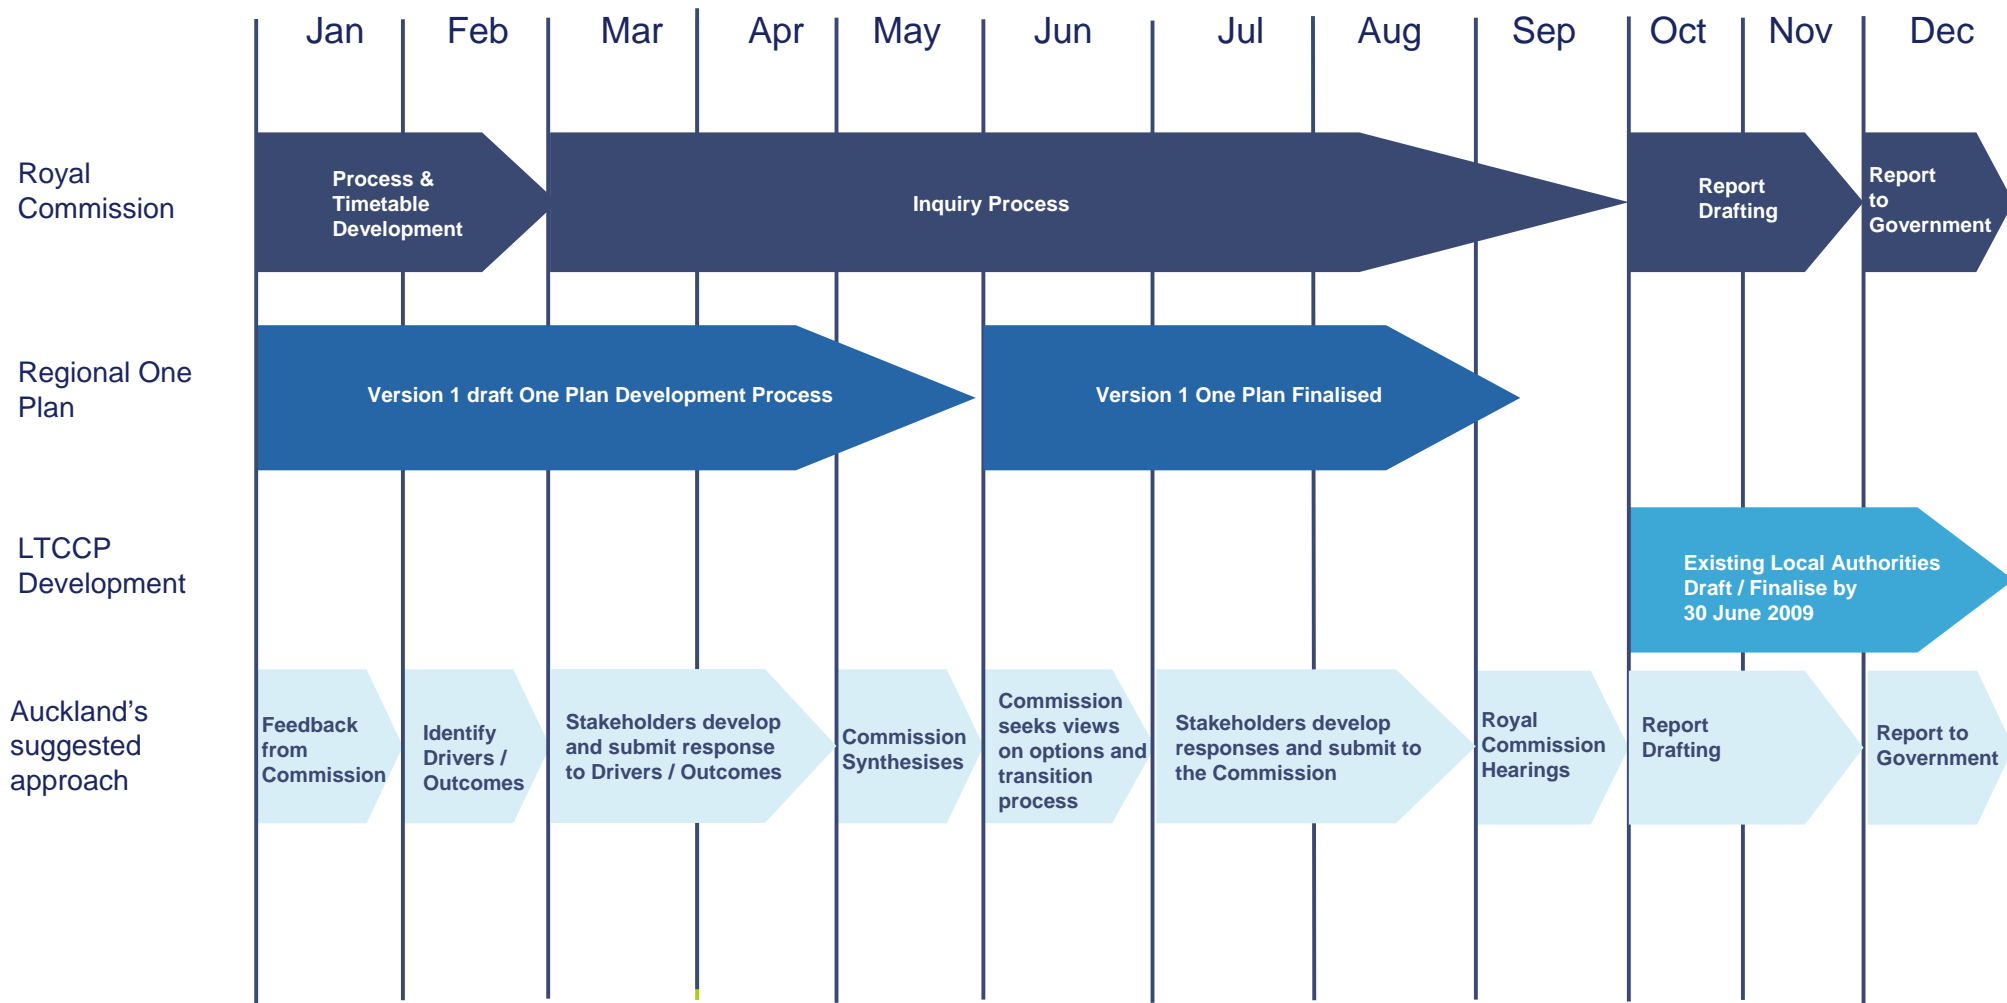 Jan Feb Mar Apr May Jun Jul Aug Sep Oct Nov Dec
Royal
Commission
Process &
Timetable
Development
Inquiry Process
Report
Drafting
Report
to
Government
Regional One
Plan
Version 1 draft One Plan Development Process
Version 1 One Plan Finalised
LTCCP
Development
Existing Local Authorities
Draft / Finalise by
30 June 2009
Auckland’s
suggested
approach
Feedback
from
Commission
Identify
Drivers /
Outcomes
Stakeholders develop
and submit response
to Drivers / Outcomes
Commission
Synthesises
Commission
seeks views
on options and
transition
process
Stakeholders develop
responses and submit to
the Commission
Royal
Commission
Hearings
Report
Drafting
Report to
Government